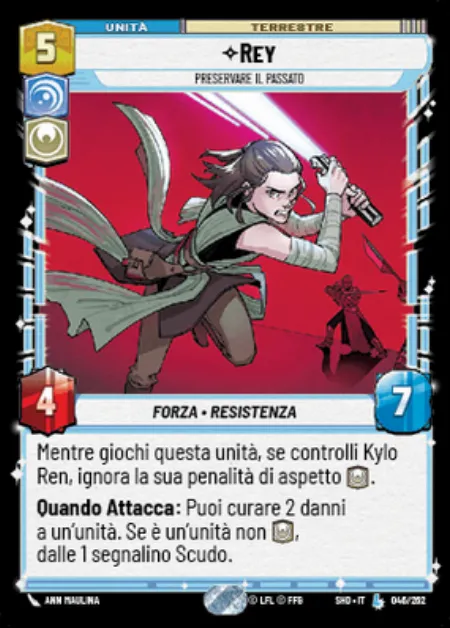 5
UNITÀ
TERRESTRE
REY
PRESERVARE IL PASSATO
4
FORZA • RESISTENZA
7
Mentre giochi questa unità, se controlli Kylo
Ren, ignora la sua penalità di aspetto .
Quando Attacca: Puoi curare 2 danni
a un'unità. Se è un'unità non ,
dalle 1 segnalino Scudo.
ANN MAULINA
© LFL © FFG
SHD • IT
L
046/262